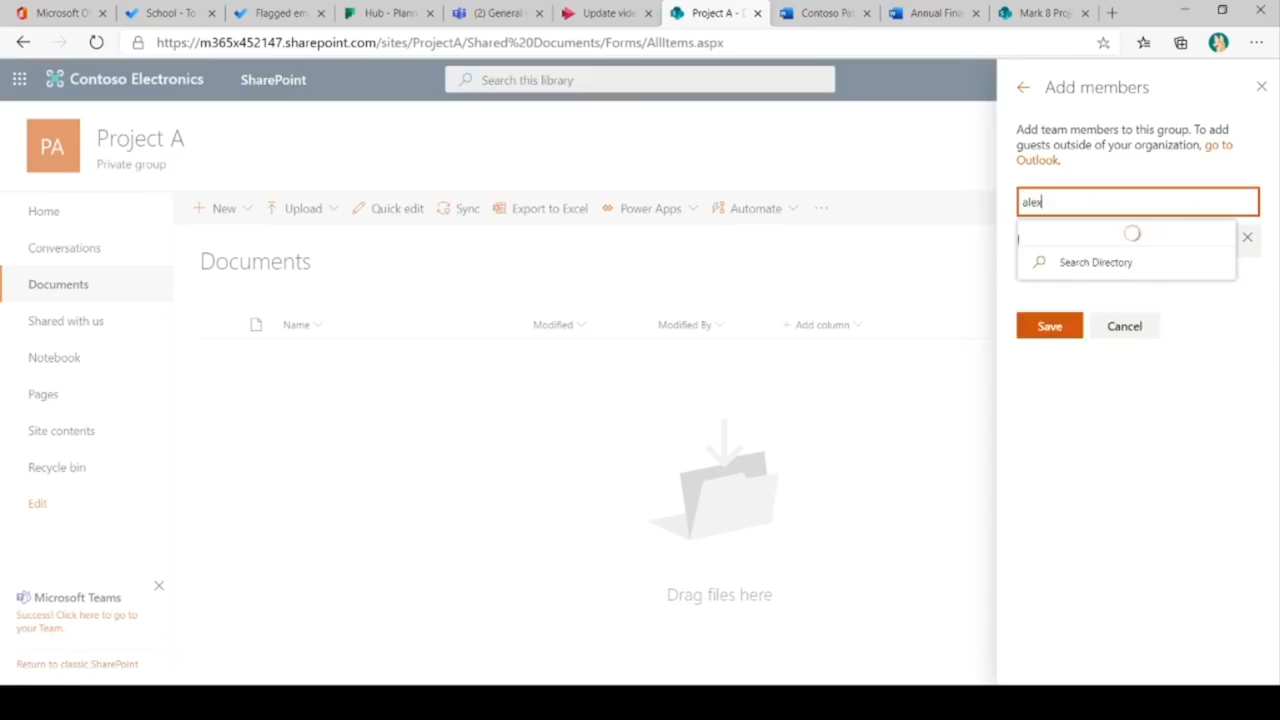 Microsoft O
School - To
Flagged em
Hub - Plann
(2) General
Update vide
Project A - D
Contoso Pa
Annual Fina
Mark 8 Proj
https://m365x452147.sharepoint.com/sites/ProjectA/Shared%20Documents/Forms/AllItems.aspx
Contoso Electronics
SharePoint
Search this library
PA
Project A
Private group
Home
Conversations
Documents
Shared with us
Notebook
Pages
Site contents
Recycle bin
Edit
Microsoft Teams
Success! Click here to go to
your Team.
Return to classic SharePoint
New
Upload
Quick edit
Sync
Export to Excel
Power Apps
Automate
Documents
Name
Modified
Modified By
+ Add column
Drag files here
Add members
Add team members to this group. To add
guests outside of your organization, go to
Outlook.
alex
Search Directory
Save
Cancel